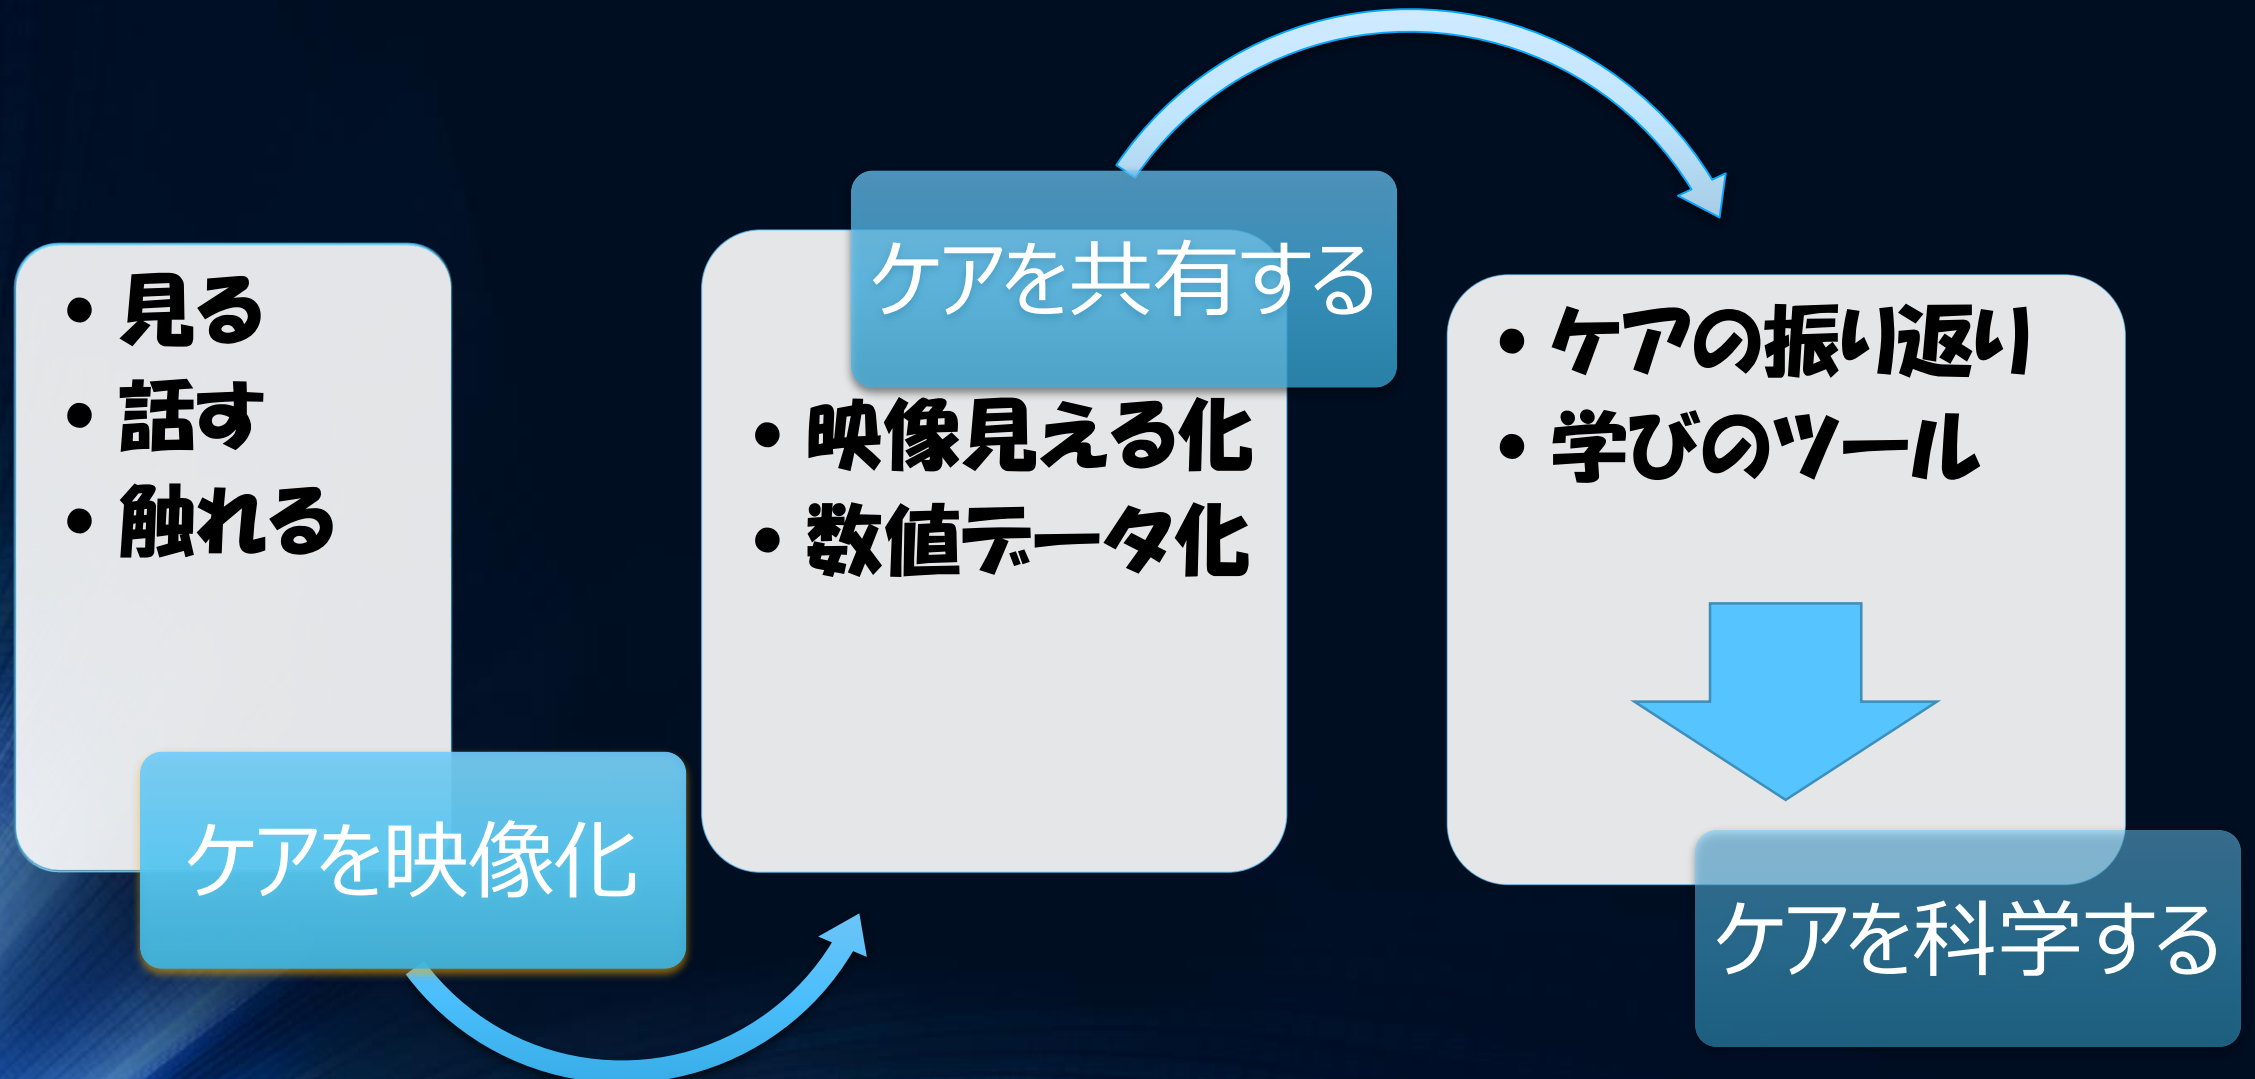 • 見る
• 話す
• 触れる
ケアを映像化
ケアを共有する
• 映像見える化
• 数値データ化
• ケアの振り返り
• 学びのツール
ケアを科学する